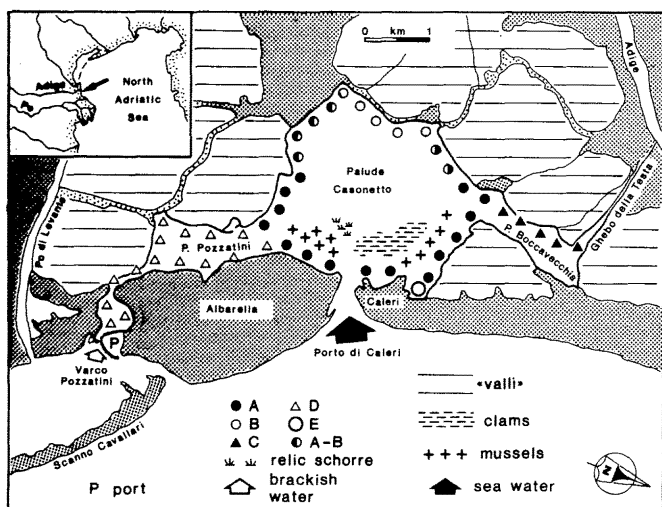 0 km 1
Adige
Po
North
Adriatic
Sea
Adige
Palude
Casonetto
Po di Levante
P. Pozzatini
P. Boccavecchia
Ghebo della Testa
Albarella
Caleri
P
Varco
Pozzatini
Porto di Caleri
Scanno Cavallari
A
B
C
D
E
A-B
relic schorre
brackish
water
P port
«valli»
clams
mussels
sea water
N